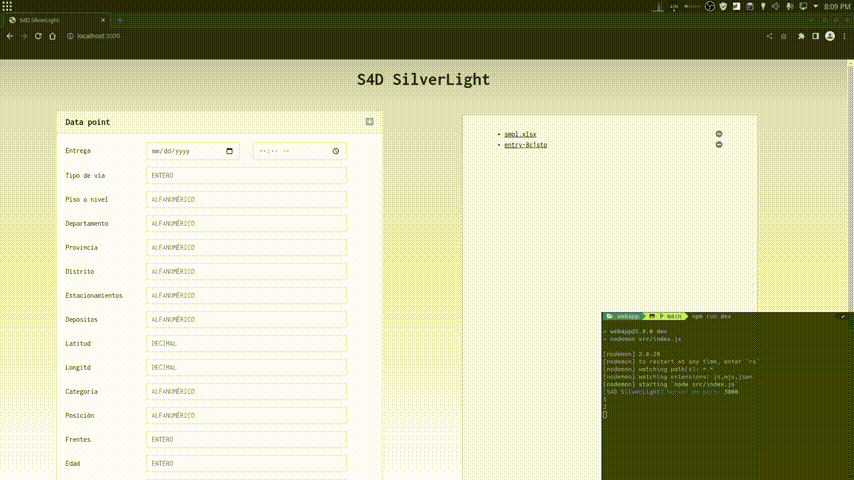 8:09 PM
S4D SilverLight
localhost:3000
S4D SilverLight
Data point
Entrega mm/dd/yyyy --:-- --
Tipo de vía ENTERO
Piso o nivel ALFANUMÉRICO
Departamento ALFANUMÉRICO
Provincia ALFANUMÉRICO
Distrito ALFANUMÉRICO
Estacionamientos ALFANUMÉRICO
Depositos ALFANUMÉRICO
Latitud DECIMAL
Longitd DECIMAL
Categoría ALFANUMÉRICO
Posición ALFANUMÉRICO
Frentes ENTERO
Edad ENTERO
smpl.xlsx
entry-8c1sto
webapp main npm run dev
> webapp@1.0.0 dev
> nodemon src/index.js
[nodemon] 2.0.20
[nodemon] to restart at any time, enter `rs`
[nodemon] watching path(s): *.*
[nodemon] watching extensions: js,mjs,json
[nodemon] starting `node src/index.js`
[S4D SilverLight] Server on port: 3000